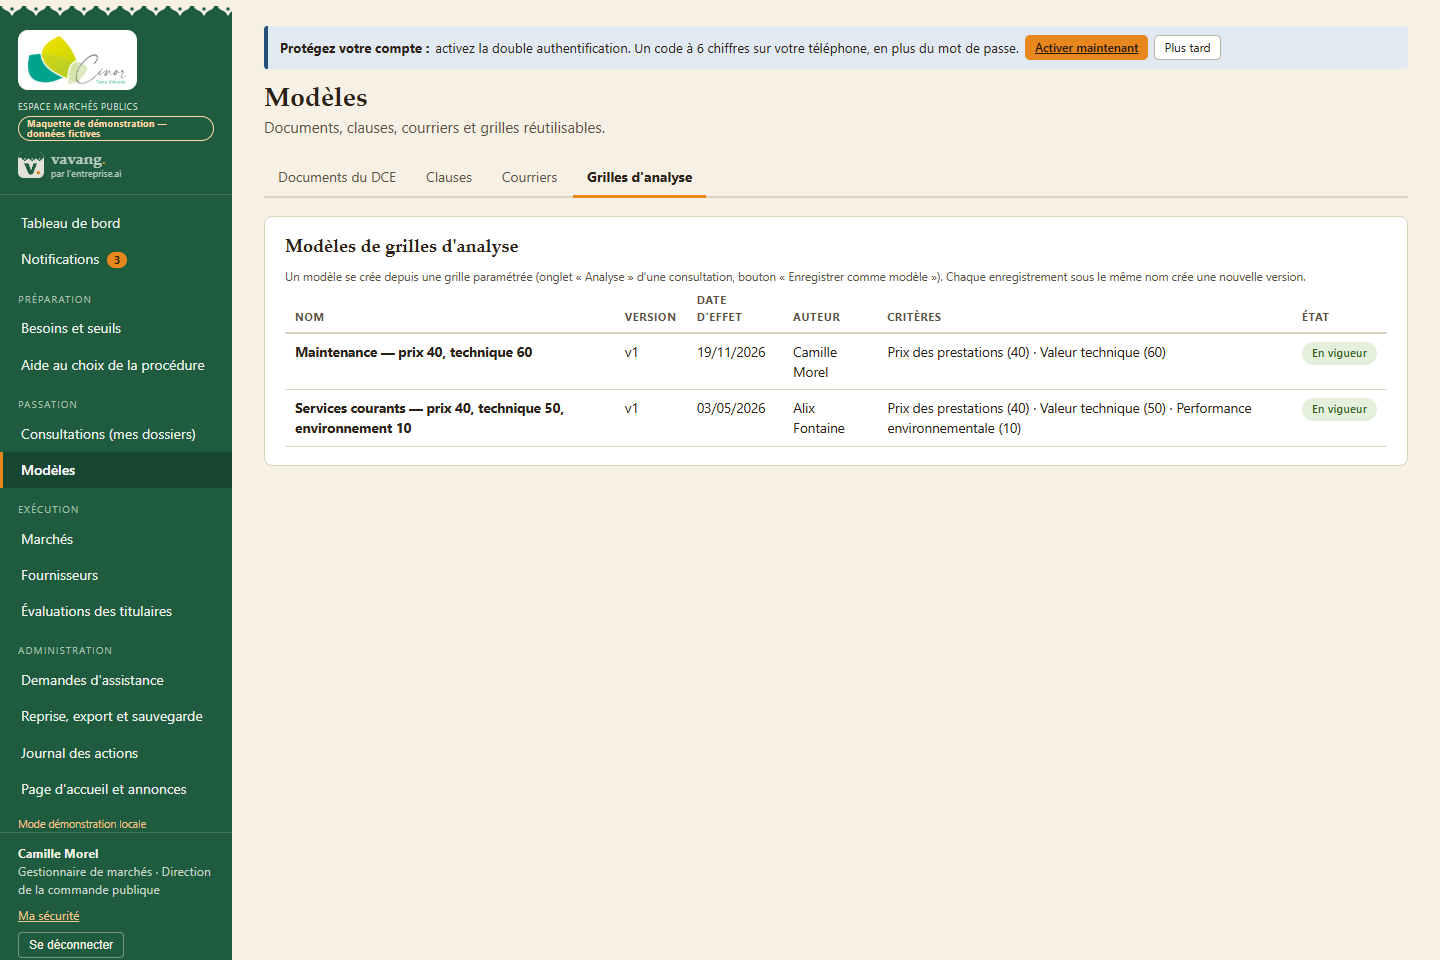 Cinor
ESPACE MARCHÉS PUBLICS
Maquette de démonstration —
données fictives
vavang.
par l'entreprise.ai
Tableau de bord
Notifications 3
PRÉPARATION
Besoins et seuils
Aide au choix de la procédure
PASSATION
Consultations (mes dossiers)
Modèles
EXÉCUTION
Marchés
Fournisseurs
Évaluations des titulaires
ADMINISTRATION
Demandes d'assistance
Reprise, export et sauvegarde
Journal des actions
Page d'accueil et annonces
Mode démonstration locale
Camille Morel
Gestionnaire de marchés · Direction
de la commande publique
Ma sécurité
Se déconnecter
Protégez votre compte : activez la double authentification. Un code à 6 chiffres sur votre téléphone, en plus du mot de passe. Activer maintenant Plus tard
Modèles
Documents, clauses, courriers et grilles réutilisables.
Documents du DCE Clauses Courriers Grilles d'analyse
Modèles de grilles d'analyse
Un modèle se crée depuis une grille paramétrée (onglet « Analyse » d'une consultation, bouton « Enregistrer comme modèle »). Chaque enregistrement sous le même nom crée une nouvelle version.
NOM VERSION DATE D'EFFET AUTEUR CRITÈRES ÉTAT
Maintenance — prix 40, technique 60 v1 19/11/2026 Camille Morel Prix des prestations (40) · Valeur technique (60) En vigueur
Services courants — prix 40, technique 50, environnement 10 v1 03/05/2026 Alix Fontaine Prix des prestations (40) · Valeur technique (50) · Performance environnementale (10) En vigueur